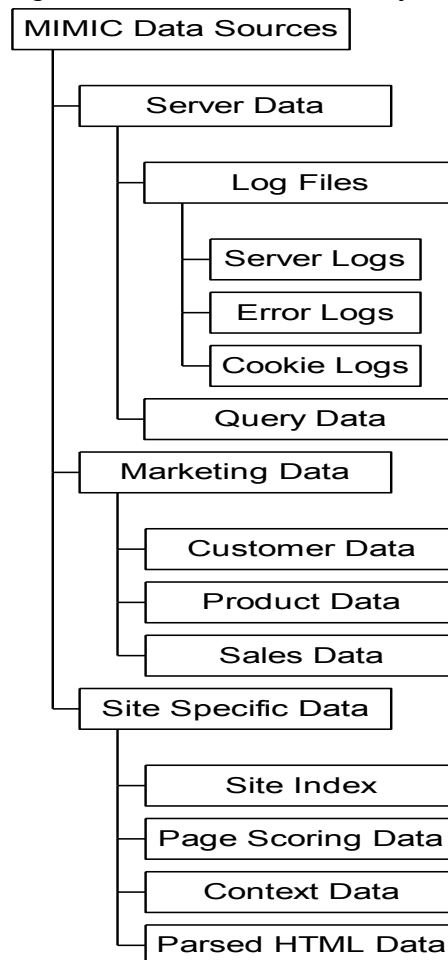 MIMIC Data Sources
Server Data
Log Files
Server Logs
Error Logs
Cookie Logs
Query Data
Marketing Data
Customer Data
Product Data
Sales Data
Site Specific Data
Site Index
Page Scoring Data
Context Data
Parsed HTML Data